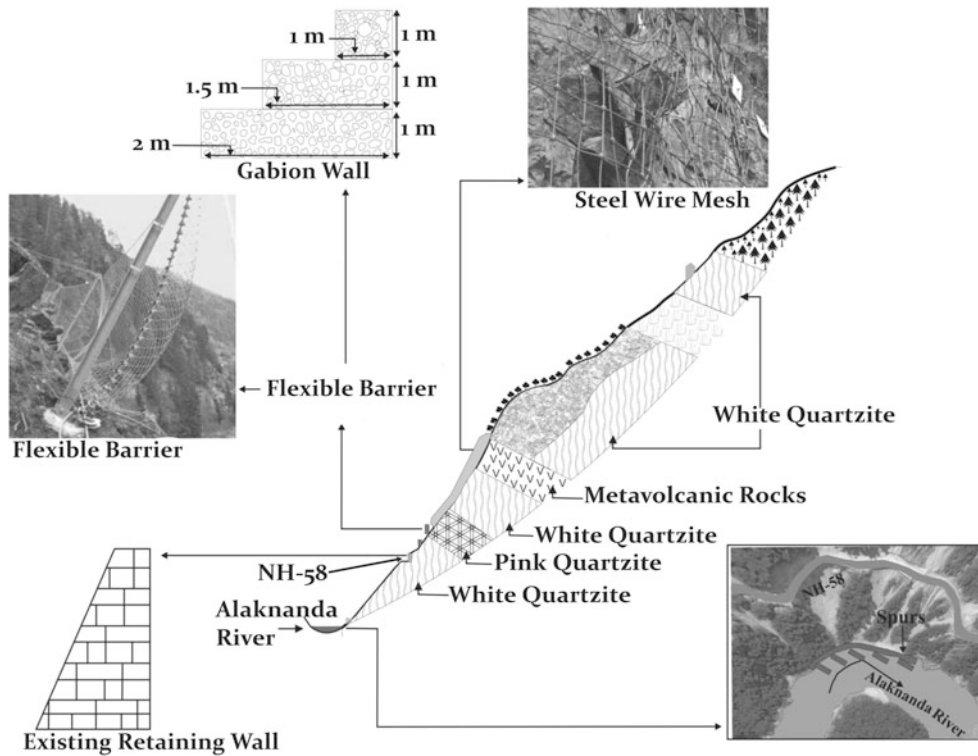 1 m
1 m
1.5 m
1 m
2 m
1 m
Gabion Wall
Steel Wire Mesh
Flexible Barrier
Flexible Barrier
White Quartzite
Metavolcanic Rocks
White Quartzite
Pink Quartzite
White Quartzite
NH-58
Alaknanda
River
Existing Retaining Wall
NH-58
Spurs
Alaknanda River